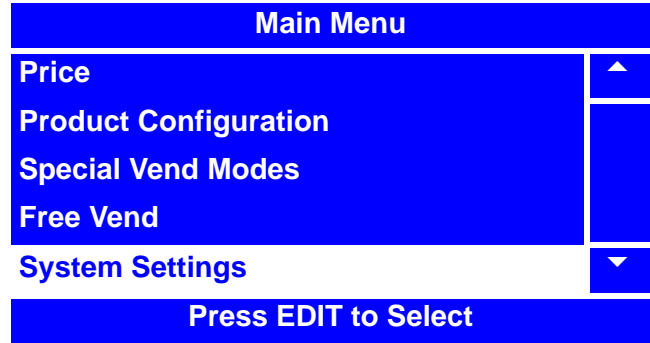 Main Menu
Price
Product Configuration
Special Vend Modes
Free Vend
System Settings
Press EDIT to Select